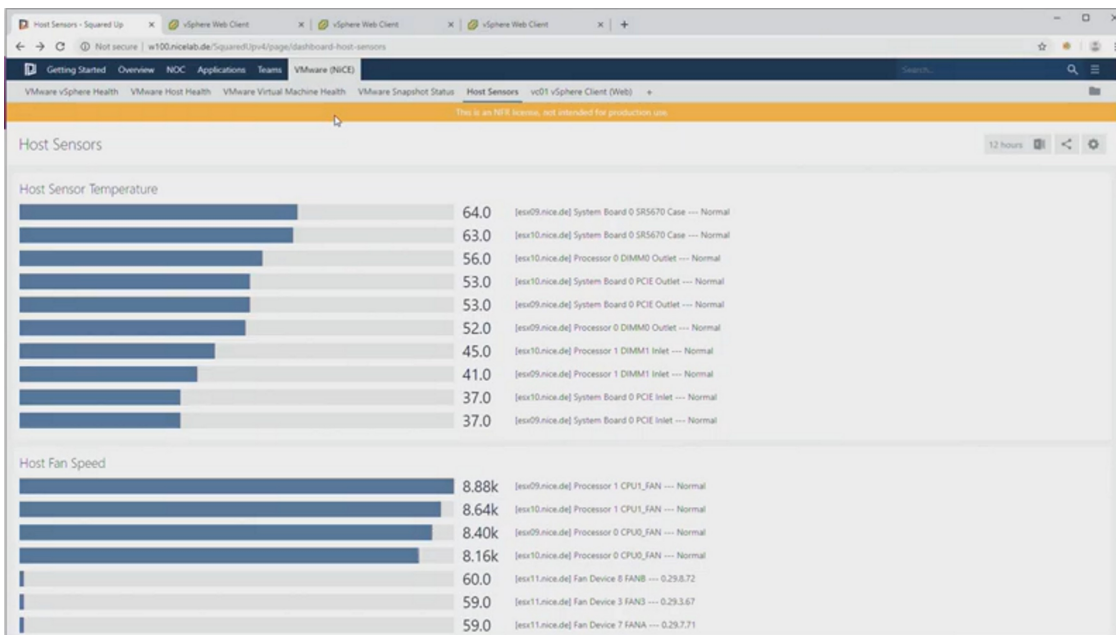 Host Sensors - Squared Up
vSphere Web Client
vSphere Web Client
vSphere Web Client
Not secure | w100.nicelab.de/SquaredUpv4/page/dashboard-host-sensors
Getting Started Overview NOC Applications Teams VMware (NiCE) Search...
VMware vSphere Health VMware Host Health VMware Virtual Machine Health VMware Snapshot Status Host Sensors vc01 vSphere Client (Web) +
This is an NFR license, not intended for production use
Host Sensors
12 hours
Host Sensor Temperature
64.0 [esx09.nice.de] System Board 0 SR5670 Case --- Normal
63.0 [esx10.nice.de] System Board 0 SR5670 Case --- Normal
56.0 [esx10.nice.de] Processor 0 DIMM0 Outlet --- Normal
53.0 [esx10.nice.de] System Board 0 PCIE Outlet --- Normal
53.0 [esx09.nice.de] System Board 0 PCIE Outlet --- Normal
52.0 [esx09.nice.de] Processor 0 DIMM0 Outlet --- Normal
45.0 [esx10.nice.de] Processor 1 DIMM1 Inlet --- Normal
41.0 [esx09.nice.de] Processor 1 DIMM1 Inlet --- Normal
37.0 [esx10.nice.de] System Board 0 PCIE Inlet --- Normal
37.0 [esx09.nice.de] System Board 0 PCIE Inlet --- Normal
Host Fan Speed
8.88k [esx09.nice.de] Processor 1 CPU1_FAN --- Normal
8.64k [esx10.nice.de] Processor 1 CPU1_FAN --- Normal
8.40k [esx09.nice.de] Processor 0 CPU0_FAN --- Normal
8.16k [esx10.nice.de] Processor 0 CPU0_FAN --- Normal
60.0 [esx11.nice.de] Fan Device 8 FANB --- 0.29.8.72
59.0 [esx11.nice.de] Fan Device 3 FAN3 --- 0.29.3.67
59.0 [esx11.nice.de] Fan Device 7 FANA --- 0.29.7.71